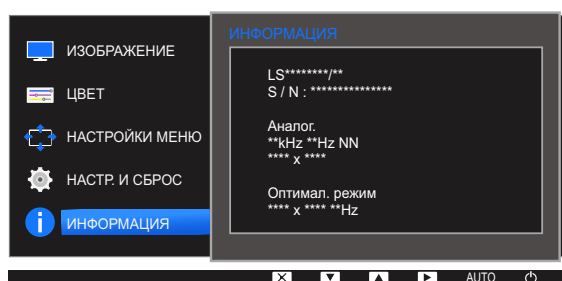 ИЗОБРАЖЕНИЕ
ЦВЕТ
НАСТРОЙКИ МЕНЮ
НАСТР. И СБРОС
ИНФОРМАЦИЯ
ИНФОРМАЦИЯ
LS********/**
S / N : ***************
Аналог.
**kHz **Hz NN
**** x ****
Оптимал. режим
**** x **** **Hz
AUTO